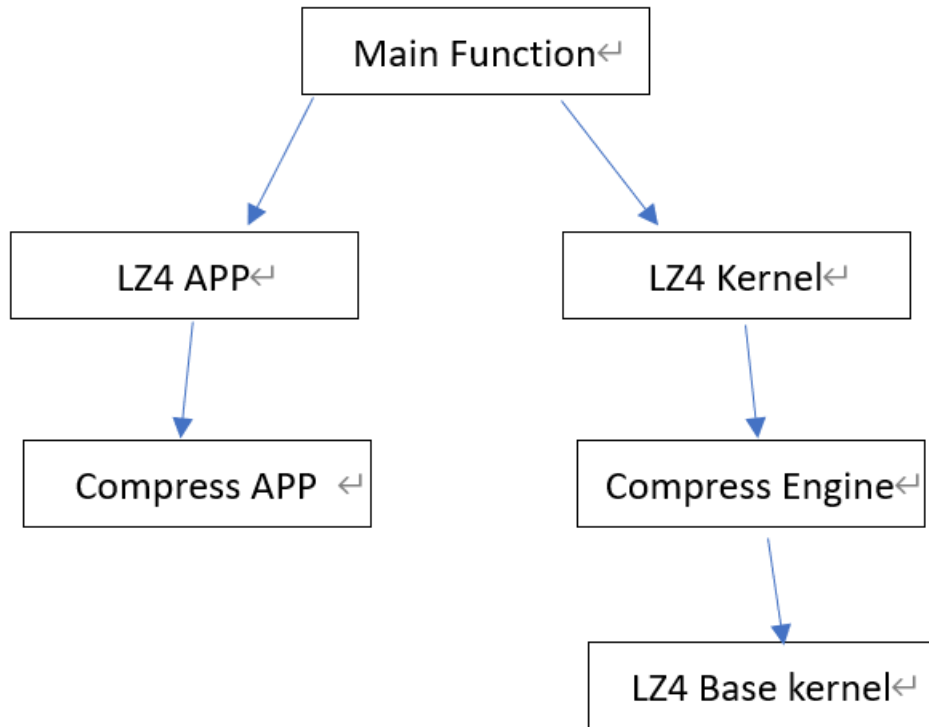 Main Function
LZ4 APP
LZ4 Kernel
Compress APP
Compress Engine
LZ4 Base kernel